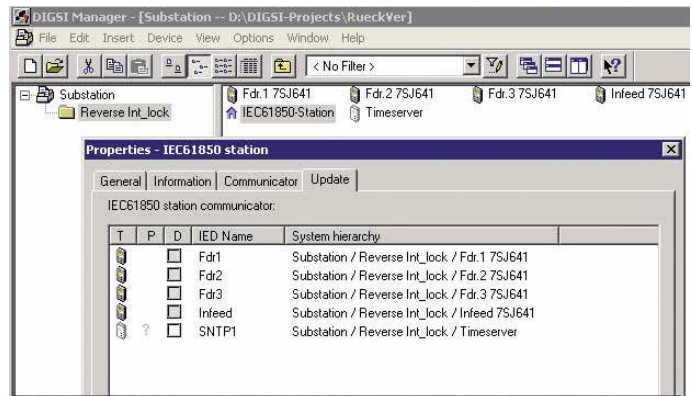 DIGSI Manager - [Substation -- D:\DIGSI-Projects\RueckVer]
File Edit Insert Device View Options Window Help
< No Filter >
Substation
Reverse Int_lock
Fdr.1 7SJ641 Fdr.2 7SJ641 Fdr.3 7SJ641 Infeed 7SJ641
IEC61850-Station Timeserver
Properties - IEC61850 station
General Information Communicator Update
IEC61850 station communicator:
T P D IED Name System hierarchy
Fdr1 Substation / Reverse Int_lock / Fdr.1 7SJ641
Fdr2 Substation / Reverse Int_lock / Fdr.2 7SJ641
Fdr3 Substation / Reverse Int_lock / Fdr.3 7SJ641
Infeed Substation / Reverse Int_lock / Infeed 7SJ641
? SNTP1 Substation / Reverse Int_lock / Timeserver